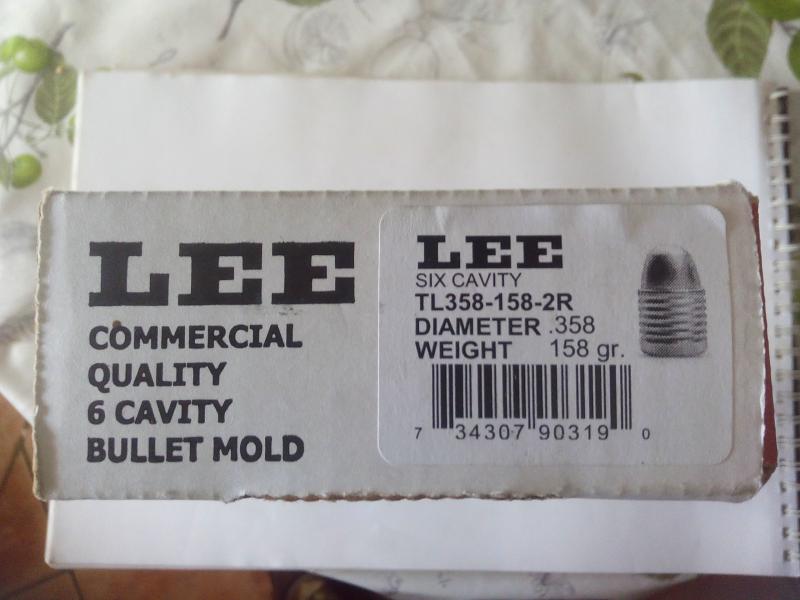 LEE
COMMERCIAL
QUALITY
6 CAVITY
BULLET MOLD
LEE
SIX CAVITY
TL358-158-2R
DIAMETER .358
WEIGHT 158 gr.
7 34307 90319 0